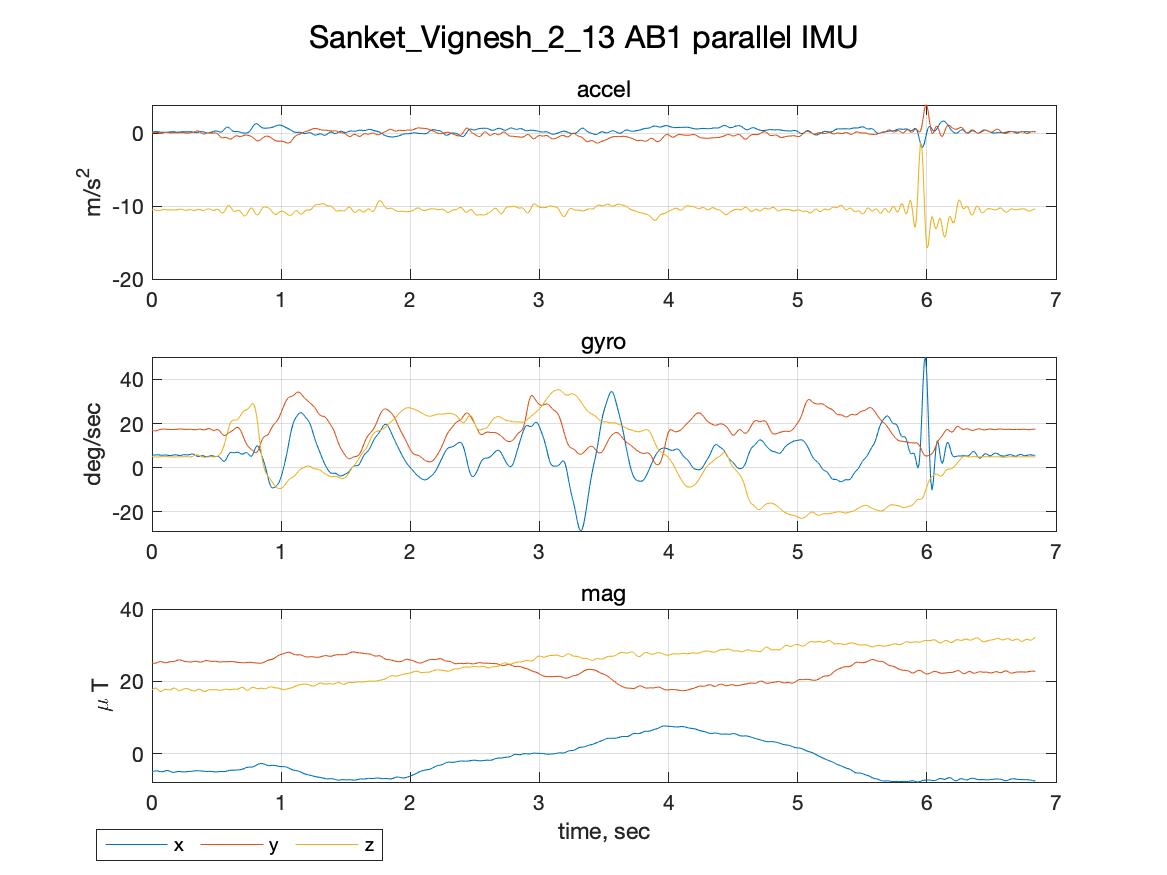 Sanket_Vignesh_2_13 AB1 parallel IMU
accel
0
-10
-20
m/s2
0 1 2 3 4 5 6 7
gyro
40
20
0
-20
deg/sec
0 1 2 3 4 5 6 7
mag
40
20
0
μ T
0 1 2 3 4 5 6 7
time, sec
x y z